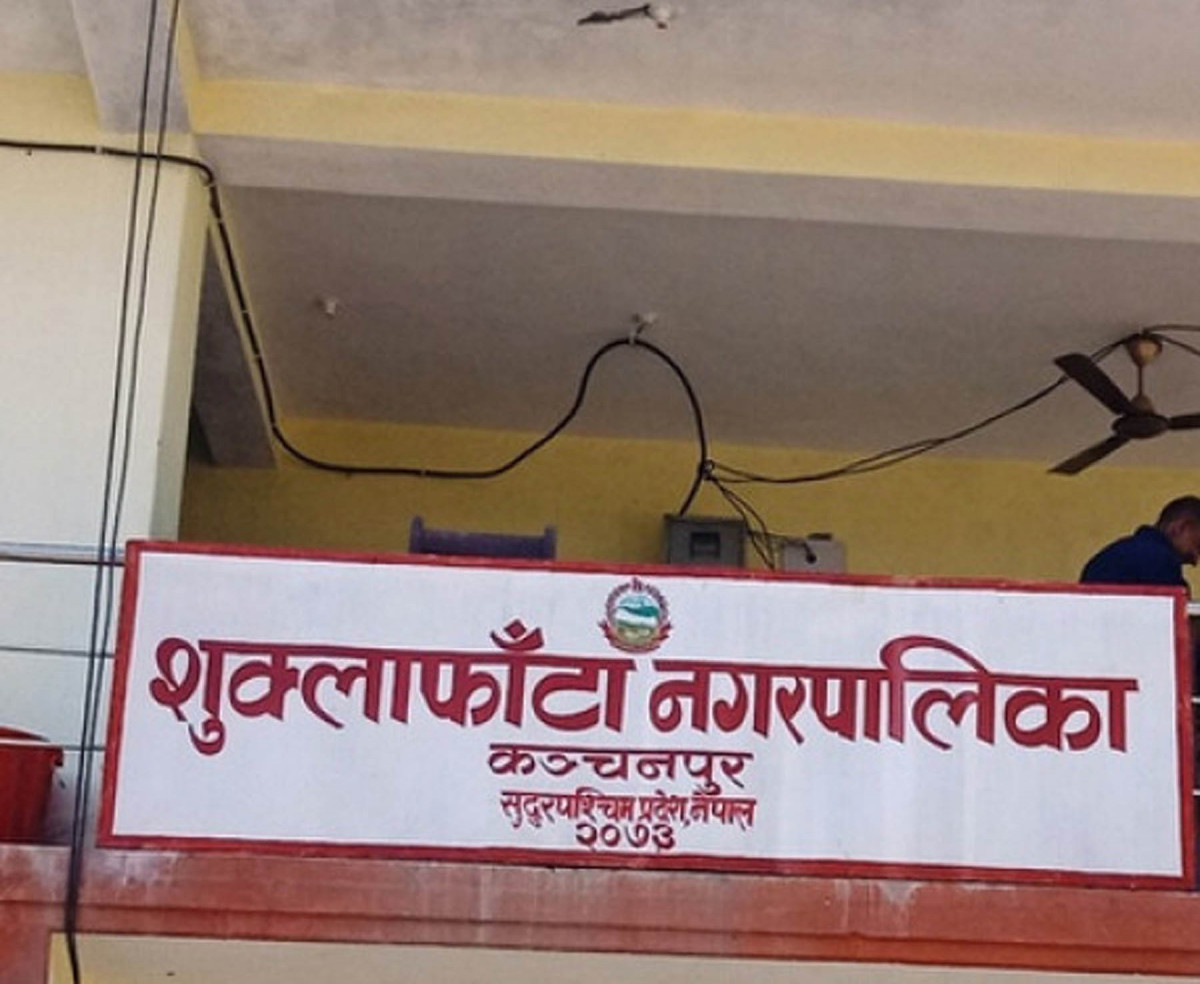 शुक्लाफाँटा नगरपालिका
कञ्चनपुर
सुदुरपश्चिम प्रदेश, नेपाल
२०७३